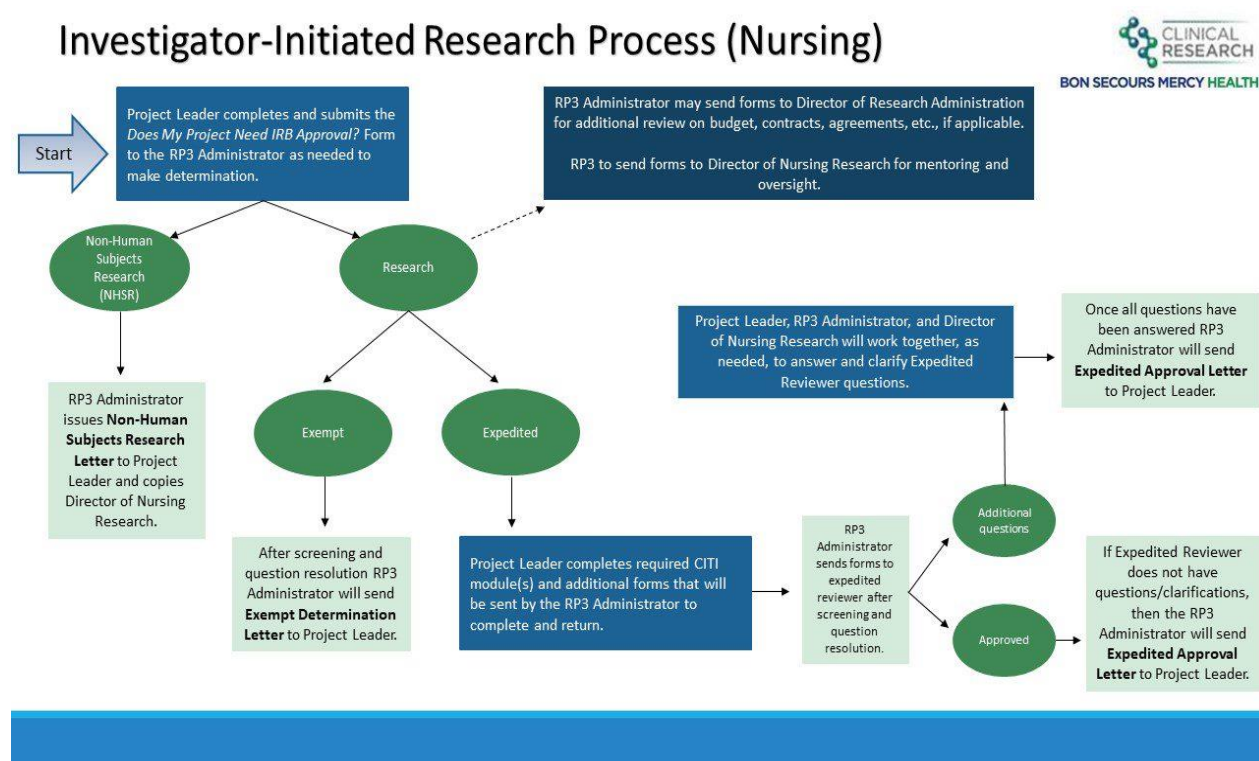 Investigator-Initiated Research Process (Nursing)
CLINICAL
RESEARCH
BON SECOURS MERCY HEALTH
Start
Project Leader completes and submits the
Does My Project Need IRB Approval? Form
to the RP3 Administrator as needed to
make determination.
RP3 Administrator may send forms to Director of Research Administration
for additional review on budget, contracts, agreements, etc., if applicable.
RP3 to send forms to Director of Nursing Research for mentoring and
oversight.
Non-Human
Subjects
Research
(NHSR)
Research
RP3 Administrator
issues Non-Human
Subjects Research
Letter to Project
Leader and copies
Director of Nursing
Research.
Exempt
Expedited
After screening and
question resolution RP3
Administrator will send
Exempt Determination
Letter to Project Leader.
Project Leader completes required CITI
module(s) and additional forms that will
be sent by the RP3 Administrator to
complete and return.
RP3
Administrator
sends forms to
expedited
reviewer after
screening and
question
resolution.
Additional
questions
Approved
Project Leader, RP3 Administrator, and Director
of Nursing Research will work together, as
needed, to answer and clarify Expedited
Reviewer questions.
Once all questions have
been answered RP3
Administrator will send
Expedited Approval Letter
to Project Leader.
If Expedited Reviewer
does not have
questions/clarifications,
then the RP3
Administrator will send
Expedited Approval
Letter to Project Leader.